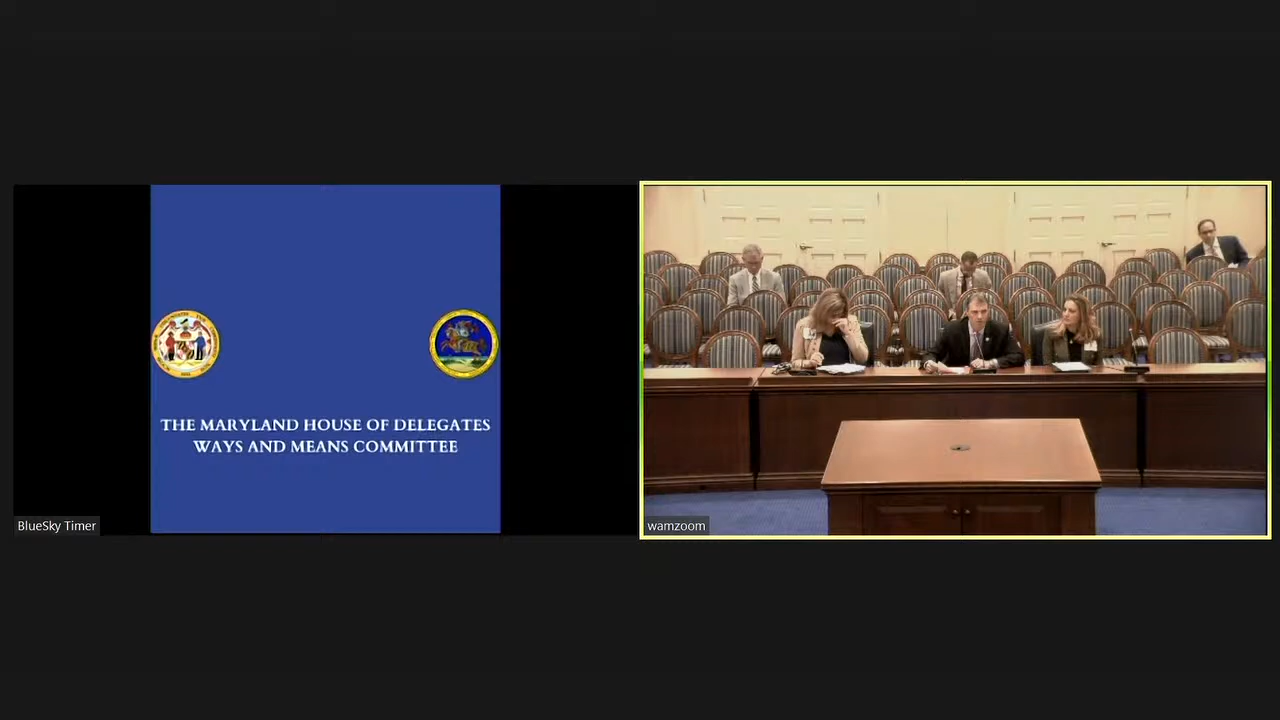 THE MARYLAND HOUSE OF DELEGATES
WAYS AND MEANS COMMITTEE
BlueSky Timer
wamzoom